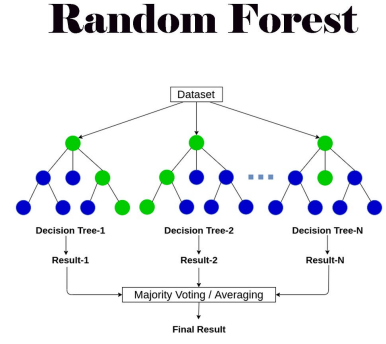 Random Forest
Dataset
Decision Tree-1 Decision Tree-2 Decision Tree-N
Result-1 Result-2 Result-N
Majority Voting / Averaging
Final Result